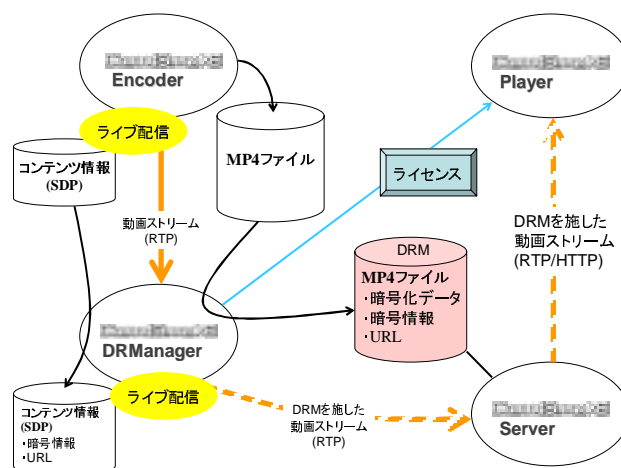 Encoder
ライブ配信
コンテンツ情報
(SDP)
MP4ファイル
動画ストリーム
(RTP)
Player
ライセンス
DRMを施した
動画ストリーム
(RTP/HTTP)
DRM
MP4ファイル
・暗号化データ
・暗号情報
・URL
DRManager
ライブ配信
コンテンツ情報
(SDP)
・暗号情報
・URL
DRMを施した
動画ストリーム
(RTP)
Server